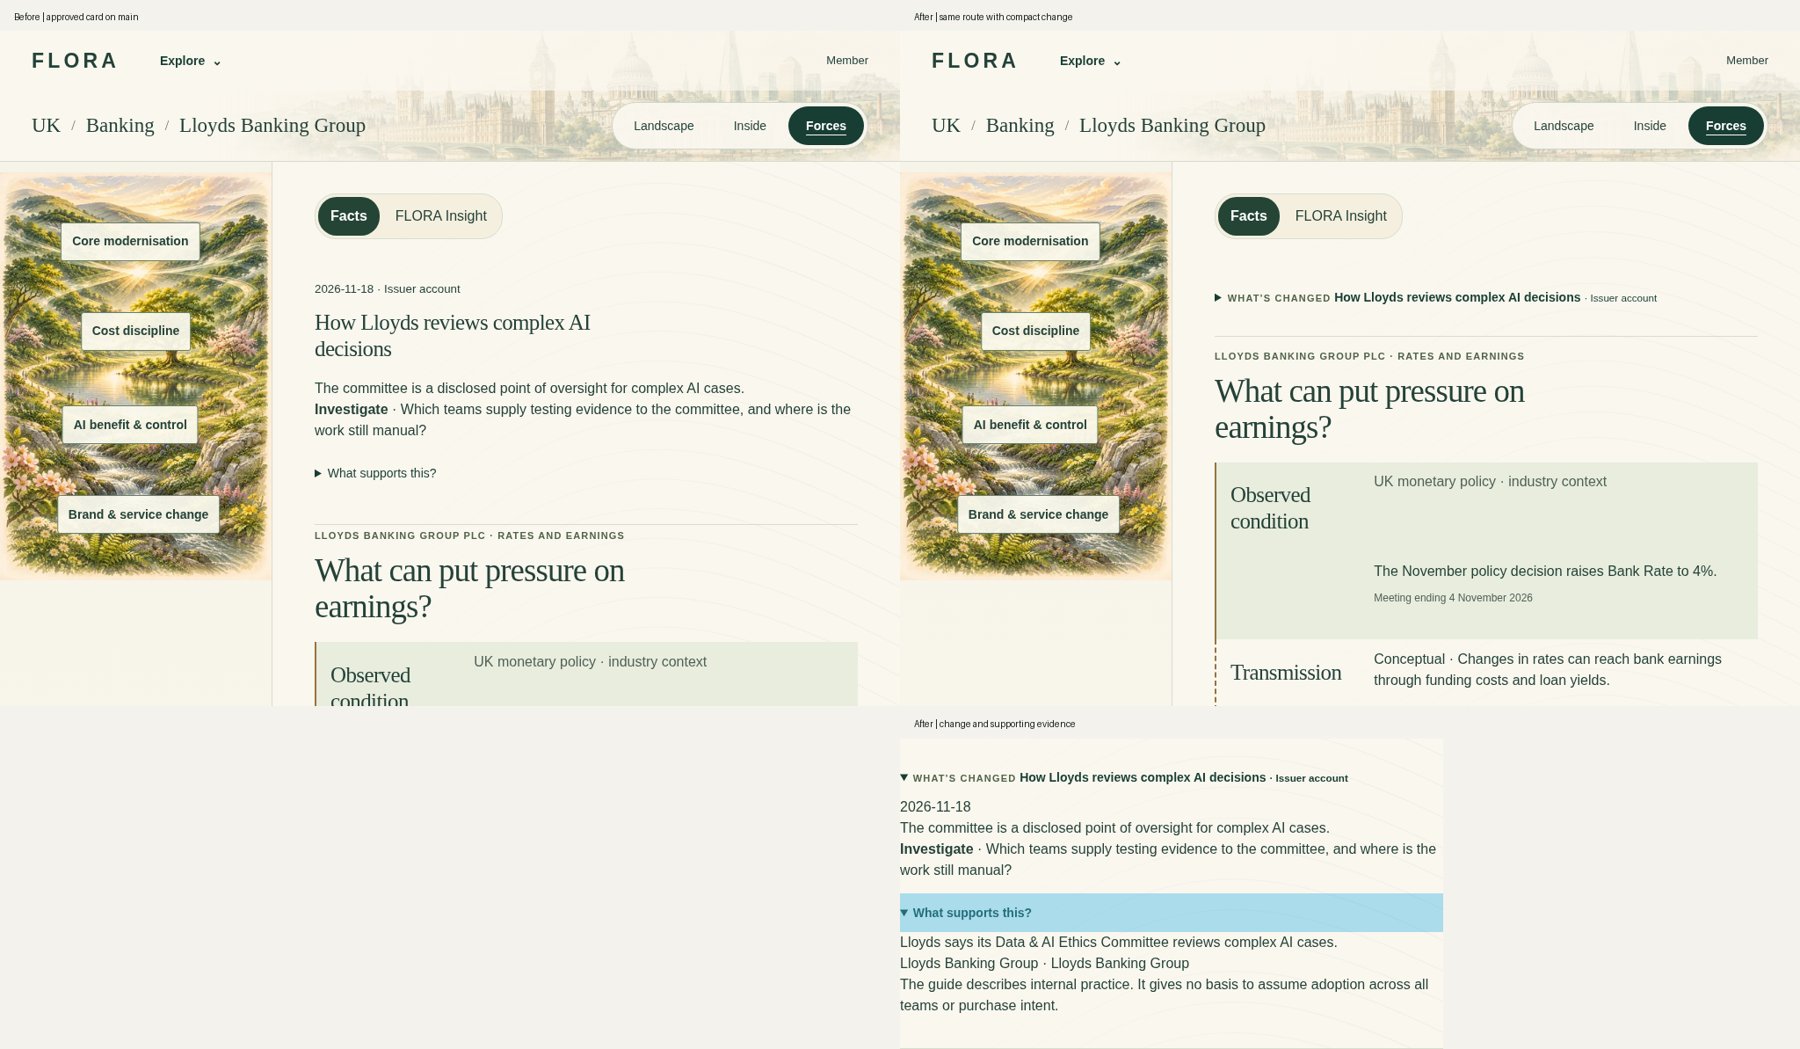 Before | approved card on main
FLORA
Explore
Member
UK / Banking / Lloyds Banking Group
Landscape
Inside
Forces
Core modernisation
Cost discipline
AI benefit & control
Brand & service change
Facts
FLORA Insight
2026-11-18 · Issuer account
How Lloyds reviews complex AI
decisions
The committee is a disclosed point of oversight for complex AI cases.
Investigate · Which teams supply testing evidence to the committee, and where is the
work still manual?
▶ What supports this?
LLOYDS BANKING GROUP PLC · RATES AND EARNINGS
What can put pressure on
earnings?
Observed
condition
UK monetary policy · industry context
After | same route with compact change
FLORA
Explore
Member
UK / Banking / Lloyds Banking Group
Landscape
Inside
Forces
Core modernisation
Cost discipline
AI benefit & control
Brand & service change
Facts
FLORA Insight
▶ WHAT'S CHANGED How Lloyds reviews complex AI decisions · Issuer account
LLOYDS BANKING GROUP PLC · RATES AND EARNINGS
What can put pressure on
earnings?
Observed
condition
UK monetary policy · industry context
The November policy decision raises Bank Rate to 4%.
Meeting ending 4 November 2026
Transmission
Conceptual · Changes in rates can reach bank earnings
through funding costs and loan yields.
After | change and supporting evidence
▼ WHAT'S CHANGED How Lloyds reviews complex AI decisions · Issuer account
2026-11-18
The committee is a disclosed point of oversight for complex AI cases.
Investigate · Which teams supply testing evidence to the committee, and where is the
work still manual?
▼ What supports this?
Lloyds says its Data & AI Ethics Committee reviews complex AI cases.
Lloyds Banking Group · Lloyds Banking Group
The guide describes internal practice. It gives no basis to assume adoption across all
teams or purchase intent.